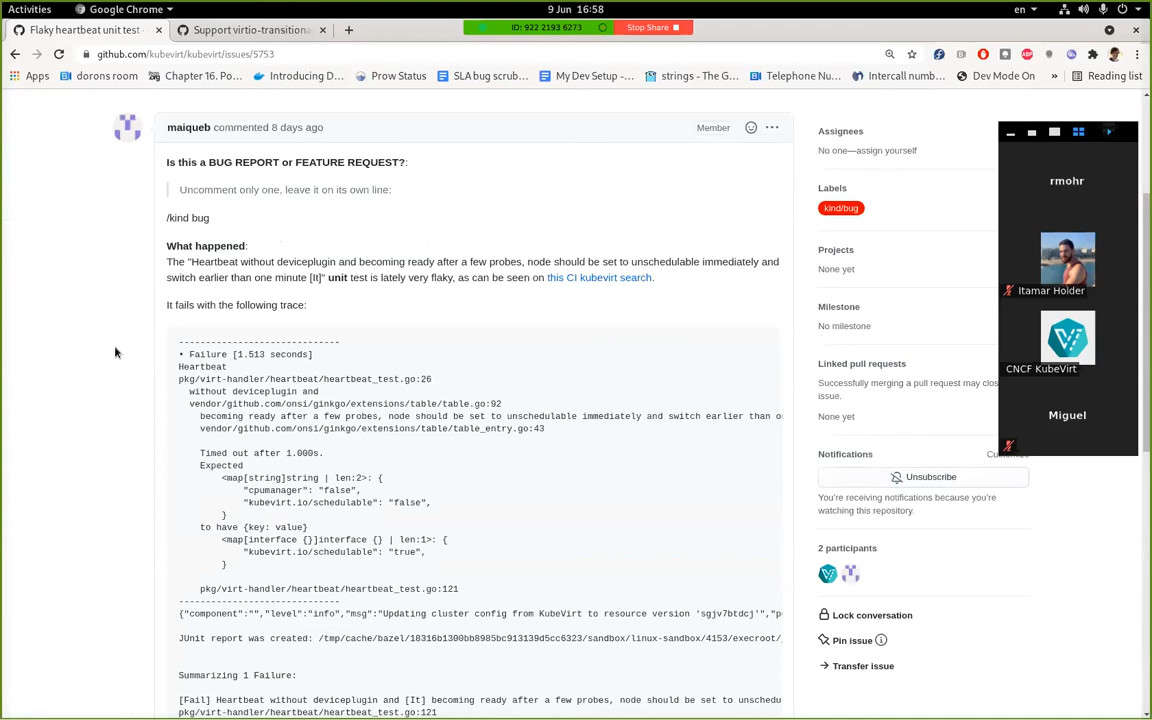 Activities
Google Chrome
9 Jun 16:58
en
Flaky heartbeat unit test
Support virtio-transitiona
ID: 922 2193 6273
Stop Share
github.com/kubevirt/kubevirt/issues/5753
Apps
dorons room
Chapter 16. Po...
Introducing D...
Prow Status
SLA bug scrub...
My Dev Setup -...
strings - The G...
Telephone Nu...
Intercall numb...
Dev Mode On
»
Reading list
maiqueb commented 8 days ago
Member
Is this a BUG REPORT or FEATURE REQUEST?:
Uncomment only one, leave it on its own line:
/kind bug
What happened:
The "Heartbeat without deviceplugin and becoming ready after a few probes, node should be set to unschedulable immediately and
switch earlier than one minute [It]" unit test is lately very flaky, as can be seen on this CI kubevirt search.
It fails with the following trace:
------------------------------
• Failure [1.513 seconds]
Heartbeat
pkg/virt-handler/heartbeat/heartbeat_test.go:26
without deviceplugin and
vendor/github.com/onsi/ginkgo/extensions/table/table.go:92
becoming ready after a few probes, node should be set to unschedulable immediately and switch earlier than on
vendor/github.com/onsi/ginkgo/extensions/table/table_entry.go:43
Timed out after 1.000s.
Expected
<map[string]string | len:2>: {
"cpumanager": "false",
"kubevirt.io/schedulable": "false",
}
to have {key: value}
<map[interface {}]interface {} | len:1>: {
"kubevirt.io/schedulable": "true",
}
pkg/virt-handler/heartbeat/heartbeat_test.go:121
------------------------------
{"component":"","level":"info","msg":"Updating cluster config from KubeVirt to resource version 'sgjv7btdcj'","p
JUnit report was created: /tmp/cache/bazel/18316b1300bb8985bc913139d5cc6323/sandbox/linux-sandbox/4153/execroot/
Summarizing 1 Failure:
[Fail] Heartbeat without deviceplugin and [It] becoming ready after a few probes, node should be set to unschedu
pkg/virt-handler/heartbeat/heartbeat_test.go:121
Assignees
No one—assign yourself
Labels
kind/bug
Projects
None yet
Milestone
No milestone
Linked pull requests
Successfully merging a pull request may clos
issue.
None yet
Notifications
Unsubscribe
You're receiving notifications because you're
watching this repository.
2 participants
Lock conversation
Pin issue
Transfer issue
rmohr
Itamar Holder
CNCF KubeVirt
Miguel